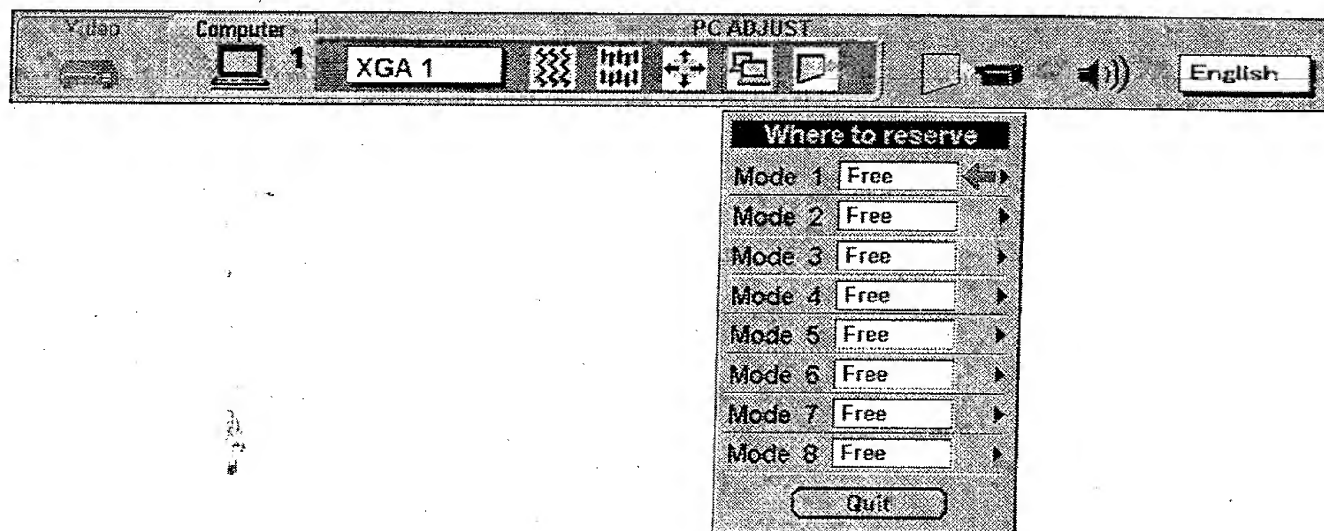 Video
Computer
PC ADJUST
1
XGA 1
English
Where to reserve
Mode 1 Free
Mode 2 Free
Mode 3 Free
Mode 4 Free
Mode 5 Free
Mode 6 Free
Mode 7 Free
Mode 8 Free
Quit